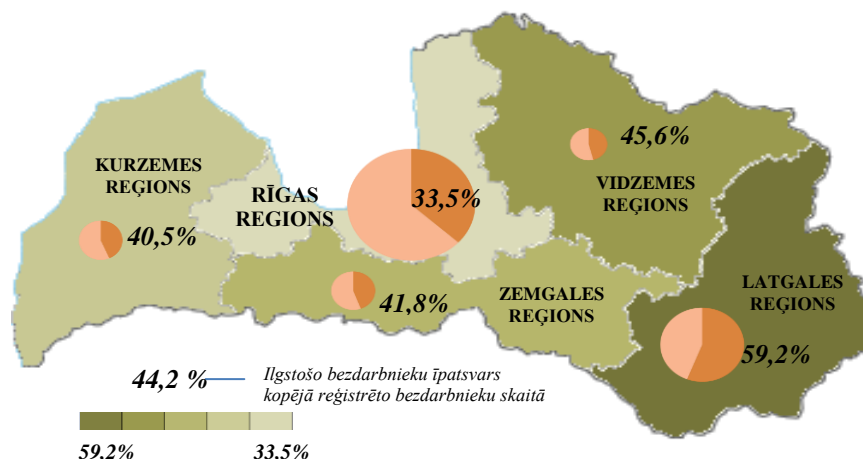 45,6%
KURZEMES
REĢIONS
RĪGAS
REGIONS
33,5%
VIDZEMES
REĢIONS
40,5%
41,8%
ZEMGALES
REĢIONS
LATGALES
REĢIONS
59,2%
44,2 %
Ilgstošo bezdarbnieku īpatsvars
kopējā reģistrēto bezdarbnieku skaitā
59,2%
33,5%